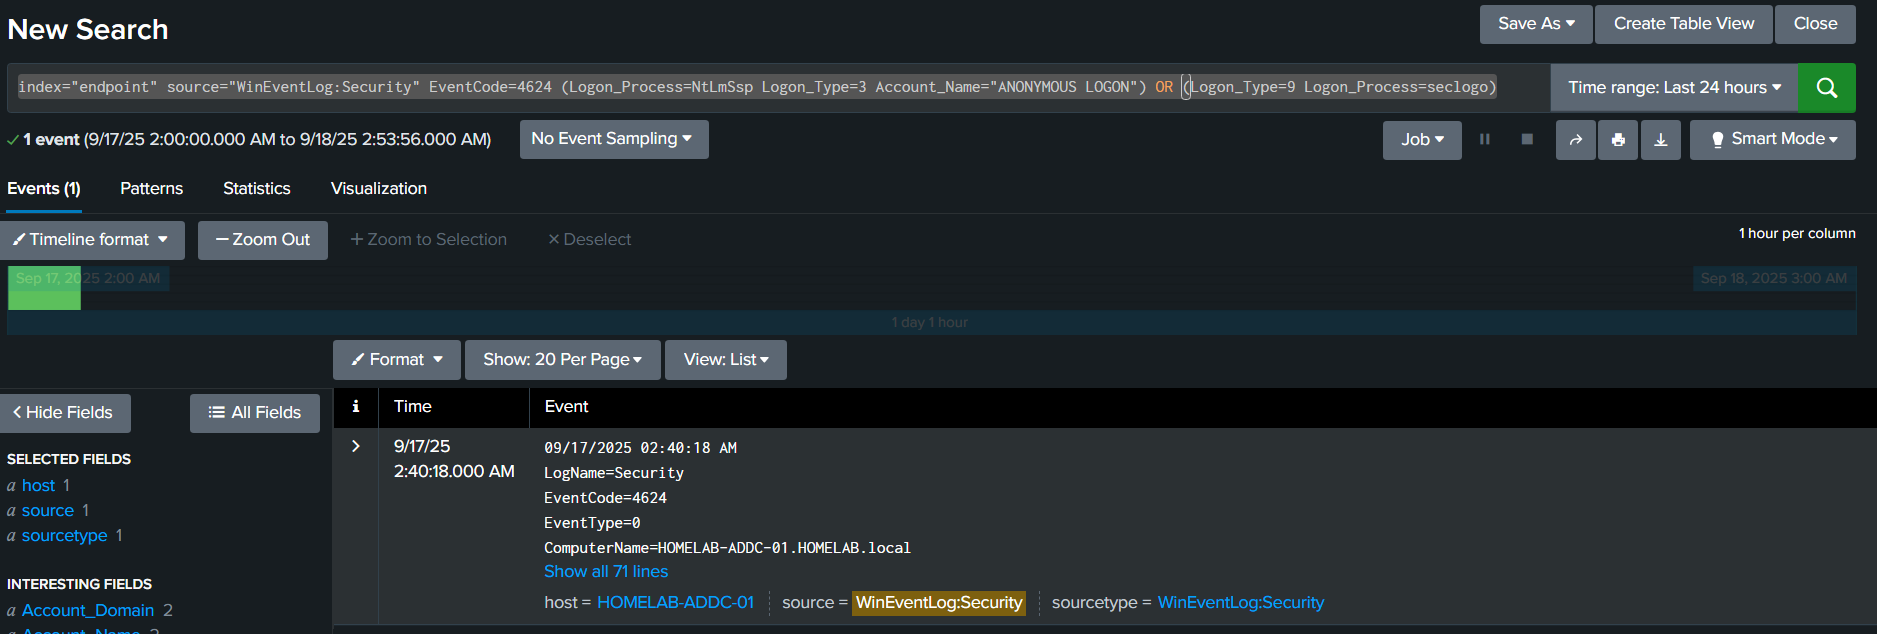 New Search
Save As
Create Table View
Close
index="endpoint" source="WinEventLog:Security" EventCode=4624 (Logon_Process=NtLmSsp Logon_Type=3 Account_Name="ANONYMOUS LOGON") OR (Logon_Type=9 Logon_Process=seclogo)
Time range: Last 24 hours
1 event (9/17/25 2:00:00.000 AM to 9/18/25 2:53:56.000 AM)
No Event Sampling
Job
Smart Mode
Events (1)
Patterns
Statistics
Visualization
Timeline format
Zoom Out
Zoom to Selection
Deselect
1 hour per column
Sep 17, 2025 2:00 AM
Sep 18, 2025 3:00 AM
1 day 1 hour
Format
Show: 20 Per Page
View: List
Hide Fields
All Fields
i
Time
Event
SELECTED FIELDS
a host 1
a source 1
a sourcetype 1
INTERESTING FIELDS
a Account_Domain 2
a Account_Name 2
9/17/25
2:40:18.000 AM
09/17/2025 02:40:18 AM
LogName=Security
EventCode=4624
EventType=0
ComputerName=HOMELAB-ADDC-01.HOMELAB.local
Show all 71 lines
host = HOMELAB-ADDC-01
source = WinEventLog:Security
sourcetype = WinEventLog:Security